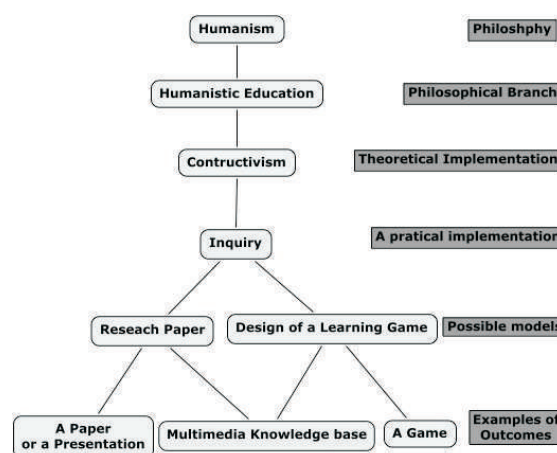 Humanism
Philoshphy
Humanistic Education
Philosophical Branch
Contructivism
Theoretical Implementation
Inquiry
A pratical implementation
Reseach Paper
Design of a Learning Game
Possible models
A Paper
or a Presentation
Multimedia Knowledge base
A Game
Examples of
Outcomes